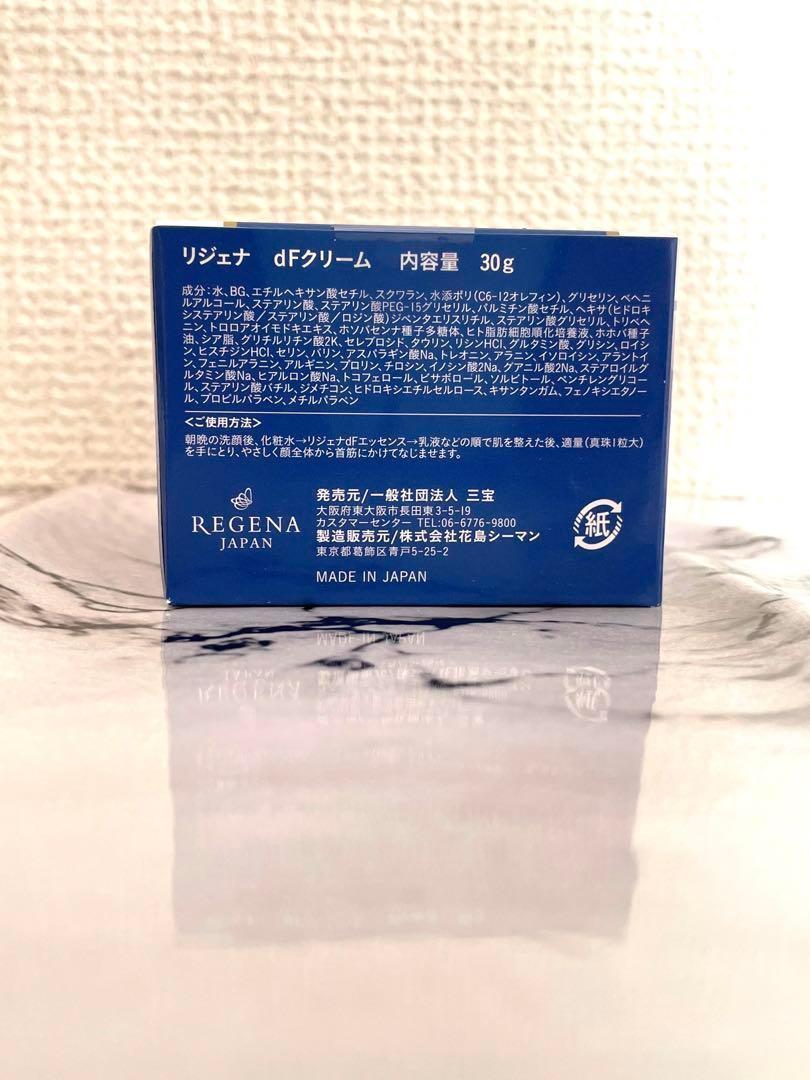 リジェナ dFクリーム 内容量 30g
成分:水、BG、エチルヘキサン酸セチル、スクワラン、水添ポリ(C6-12オレフィン)、グリセリン、ベヘニ
ルアルコール、ステアリン酸、ステアリン酸PEG-15グリセリル、パルミチン酸セチル、ヘキサ(ヒドロキ
システアリン酸/ステアリン酸/ロジン酸)ジペンタエリスリチル、ステアリン酸グリセリル、トリベヘ
ニン、トロロアオイモドキエキス、ホソバセンナ種子多糖体、ヒト脂肪細胞順化培養液、ホホバ種子
油、シア脂、グリチルリチン酸2K、セレブロシド、タウリン、リシンHCl、グルタミン酸、グリシン、ロイシ
ン、ヒスチジンHCl、セリン、バリン、アスパラギン酸Na、トレオニン、アラニン、イソロイシン、アラントイ
ン、フェニルアラニン、アルギニン、プロリン、チロシン、イノシン酸2Na、グアニル酸2Na、ステアロイルグ
ルタミン酸Na、ヒアルロン酸Na、トコフェロール、ビサボロール、ソルビトール、ペンチレングリコー
ル、ステアリン酸バチル、ジメチコン、ヒドロキシエチルセルロース、キサンタンガム、フェノキシエタノ
ール、プロピルパラベン、メチルパラベン
<ご使用方法>
朝晩の洗顔後、化粧水→リジェナdFエッセンス→乳液などの順で肌を整えた後、適量(真珠1粒大)
を手にとり、やさしく顔全体から首筋にかけてなじませます。
REGENA
JAPAN
発売元/一般社団法人 三宝
大阪府東大阪市長田東3-5-19
カスタマーセンター TEL:06-6776-9800
製造販売元/株式会社花島シーマン
東京都葛飾区青戸5-25-2
MADE IN JAPAN
紙